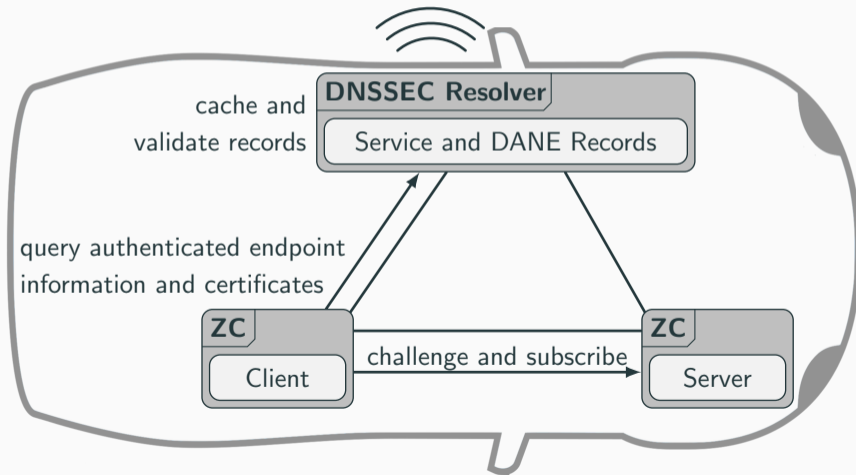 DNSSEC Resolver
cache and
validate records
Service and DANE Records
query authenticated endpoint
information and certificates
ZC
Client
challenge and subscribe
ZC
Server